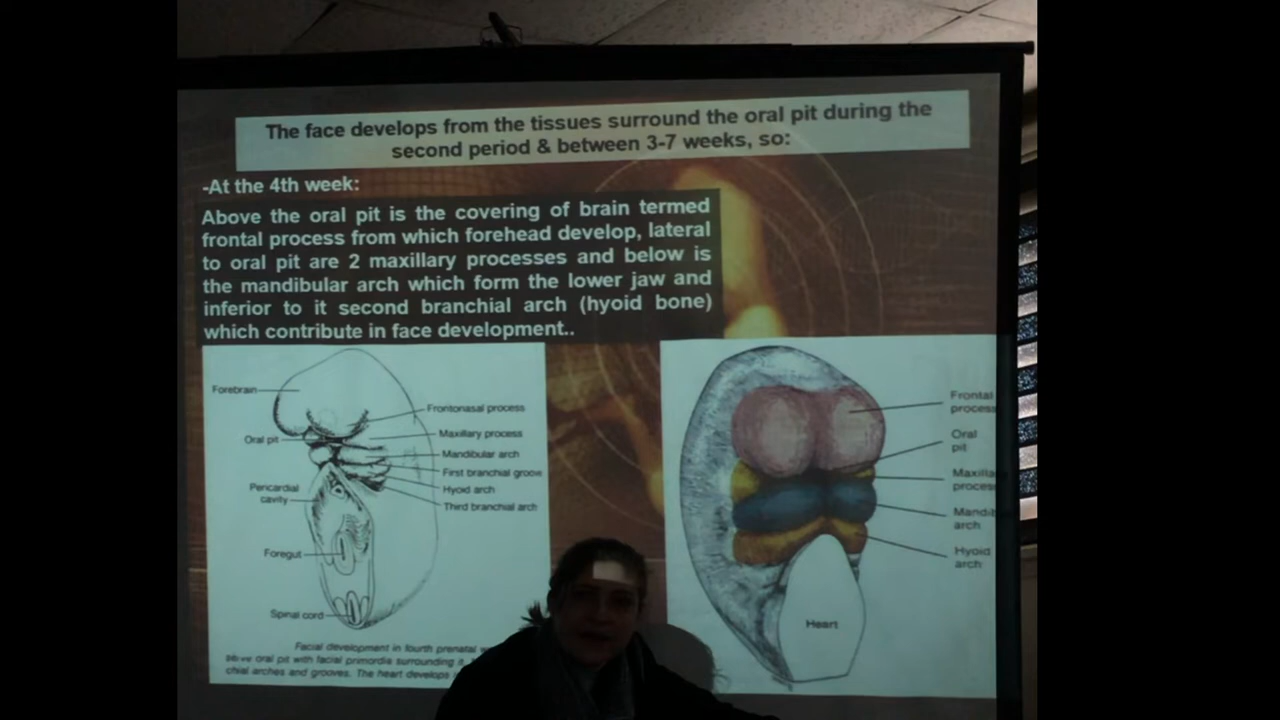 The face develops from the tissues surround the oral pit during the
second period & between 3-7 weeks, so:
-At the 4th week:
Above the oral pit is the covering of brain termed
frontal process from which forehead develop, lateral
to oral pit are 2 maxillary processes and below is
the mandibular arch which form the lower jaw and
inferior to it second branchial arch (hyoid bone)
which contribute in face development..
Forebrain
Frontonasal process
Oral pit
Maxillary process
Mandibular arch
First branchial groove
Pericardial
cavity
Hyoid arch
Third branchial arch
Foregut
Spinal cord
Facial development in fourth prenatal
oral pit with facial primordia surrounding
chial arches and grooves. The heart develops
Frontal
process
Oral
pit
Maxilla
process
Mandib
arch
Hyoid
arch
Heart